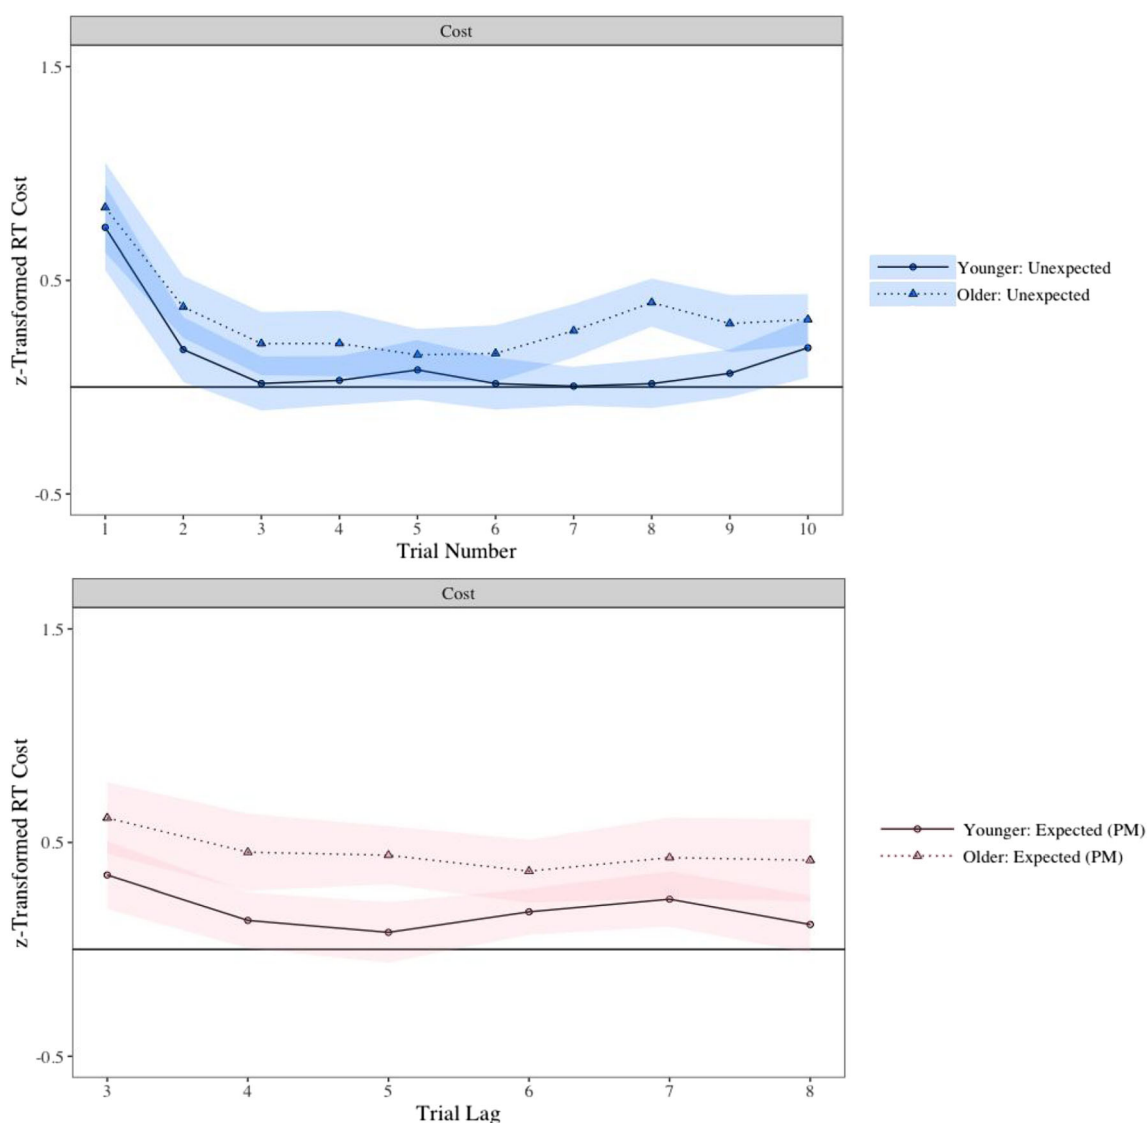 Cost
1.5
0.5
-0.5
z-Transformed RT Cost
1 2 3 4 5 6 7 8 9 10
Trial Number
Younger: Unexpected
Older: Unexpected
Cost
1.5
0.5
-0.5
z-Transformed RT Cost
3 4 5 6 7 8
Trial Lag
Younger: Expected (PM)
Older: Expected (PM)